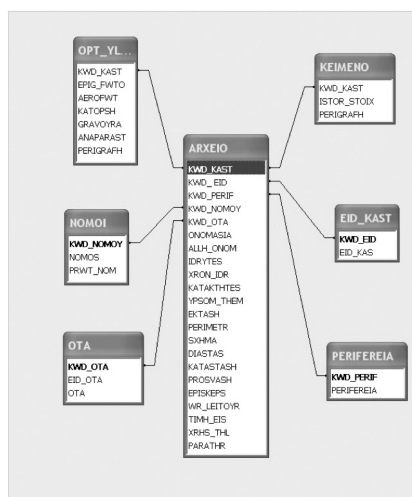 OPT_YL...
KWD_KAST
EPIG_FWTO
AEROFWT
KATOPSH
GRAVOYRA
ANAPARAST
PERIGRAFH
KEIMENO
KWD_KAST
ISTOR_STOIX
PERIGRAFH
ARXEIO
KWD_KAST
KWD_ EID
KWD_PERIF
KWD_NOMOY
KWD_OTA
ONOMASIA
ALLH_ONOM
IDRYTES
XRON_IDR
KATAKTHTES
YPSOM_THEM
EKTASH
PERIMETR
SXHMA
DIASTAS
KATASTASH
PROSVASH
EPISKEPS
WR_LEITOYR
TIMH_EIS
XRHS_THL
PARATHR
NOMOI
KWD_NOMOY
NOMOS
PRWT_NOM
EID_KAST
KWD_EID
EID_KAS
OTA
KWD_OTA
EID_OTA
OTA
PERIFEREIA
KWD_PERIF
PERIFEREIA